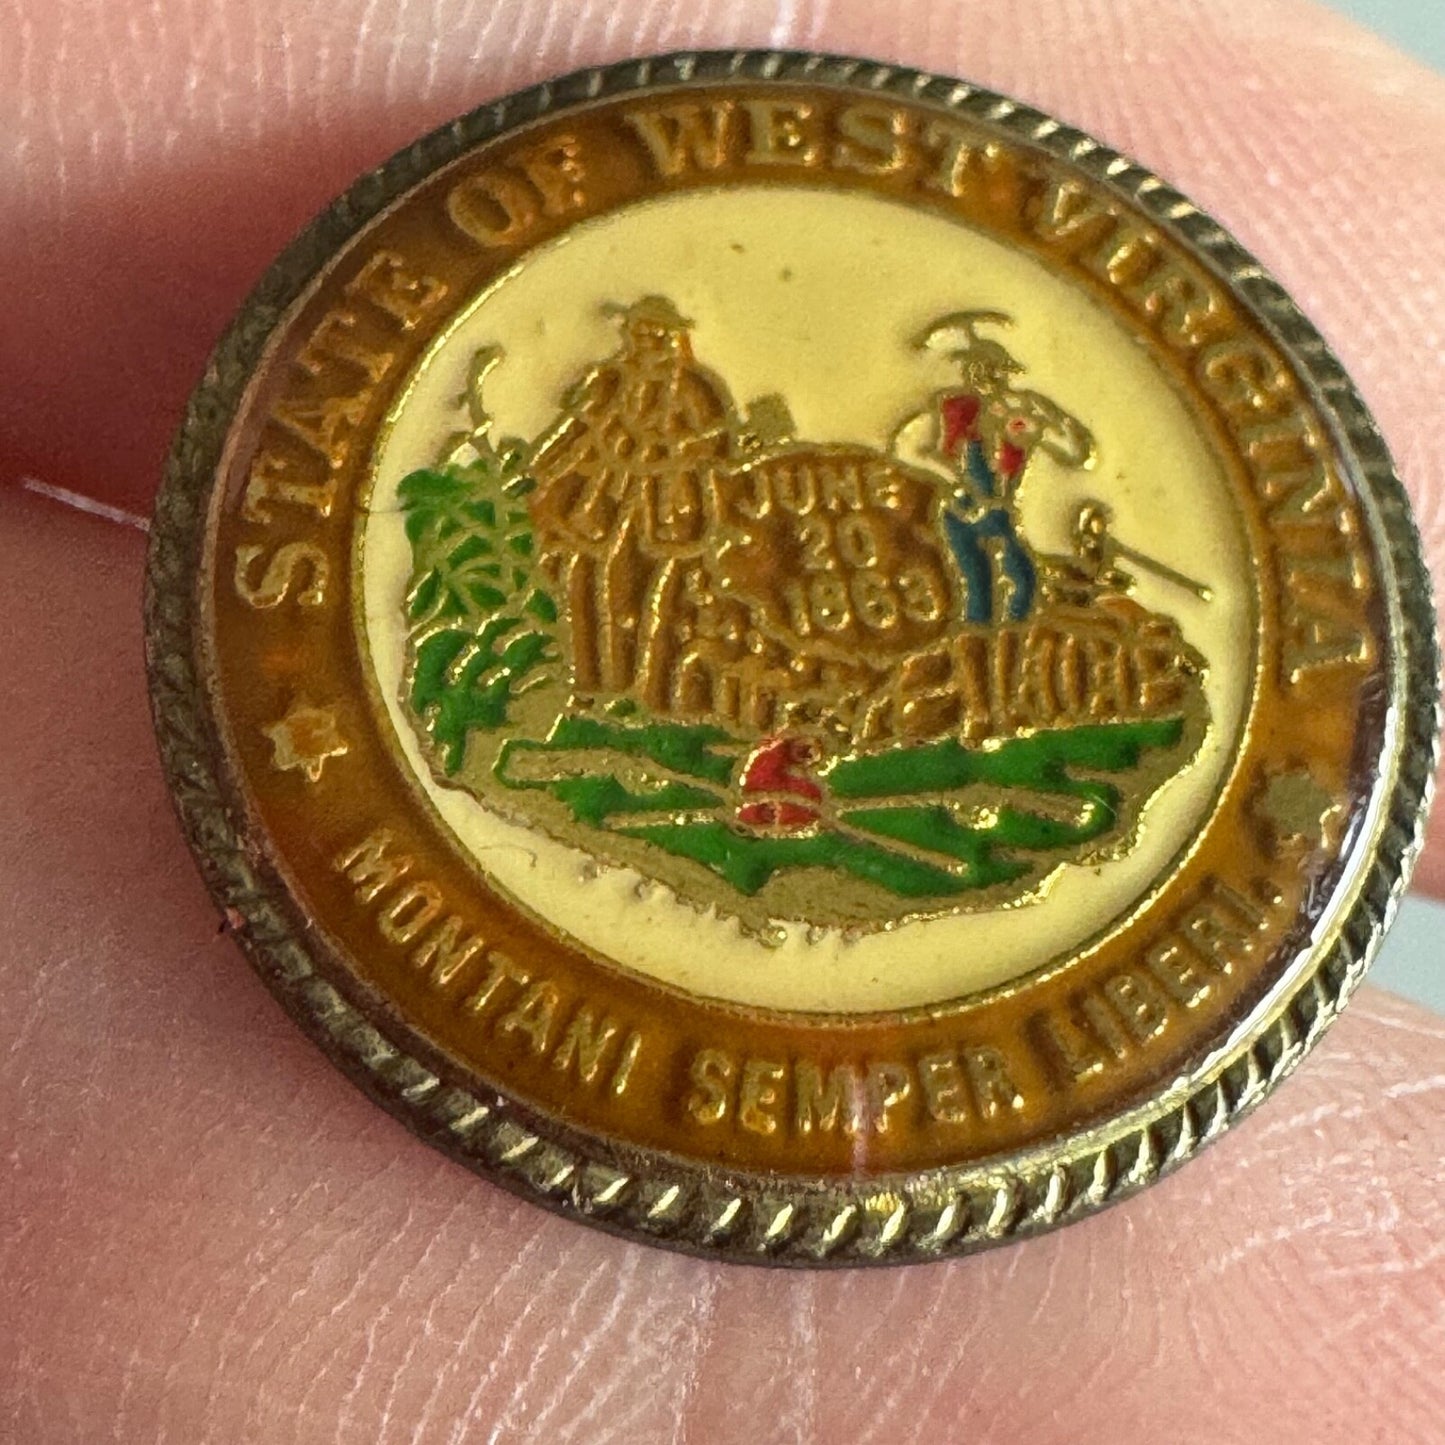 STATE OF WEST VIRGINIA
JUNE
20
1863
MONTANI SEMPER LIBERI.